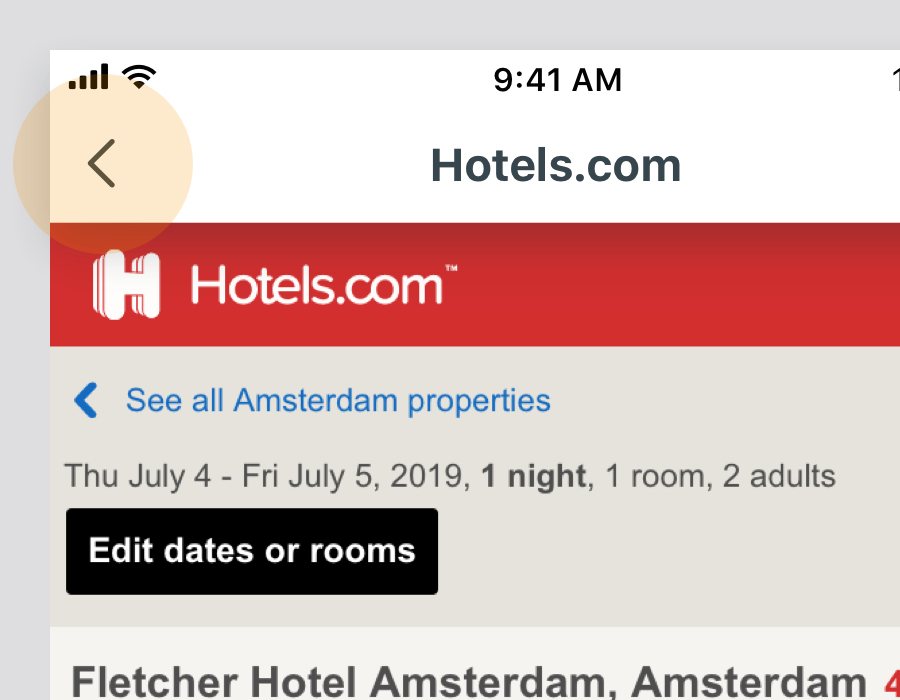 9:41 AM
Hotels.com
Hotels.com™
See all Amsterdam properties
Thu July 4 - Fri July 5, 2019, 1 night, 1 room, 2 adults
Edit dates or rooms
Fletcher Hotel Amsterdam, Amsterdam